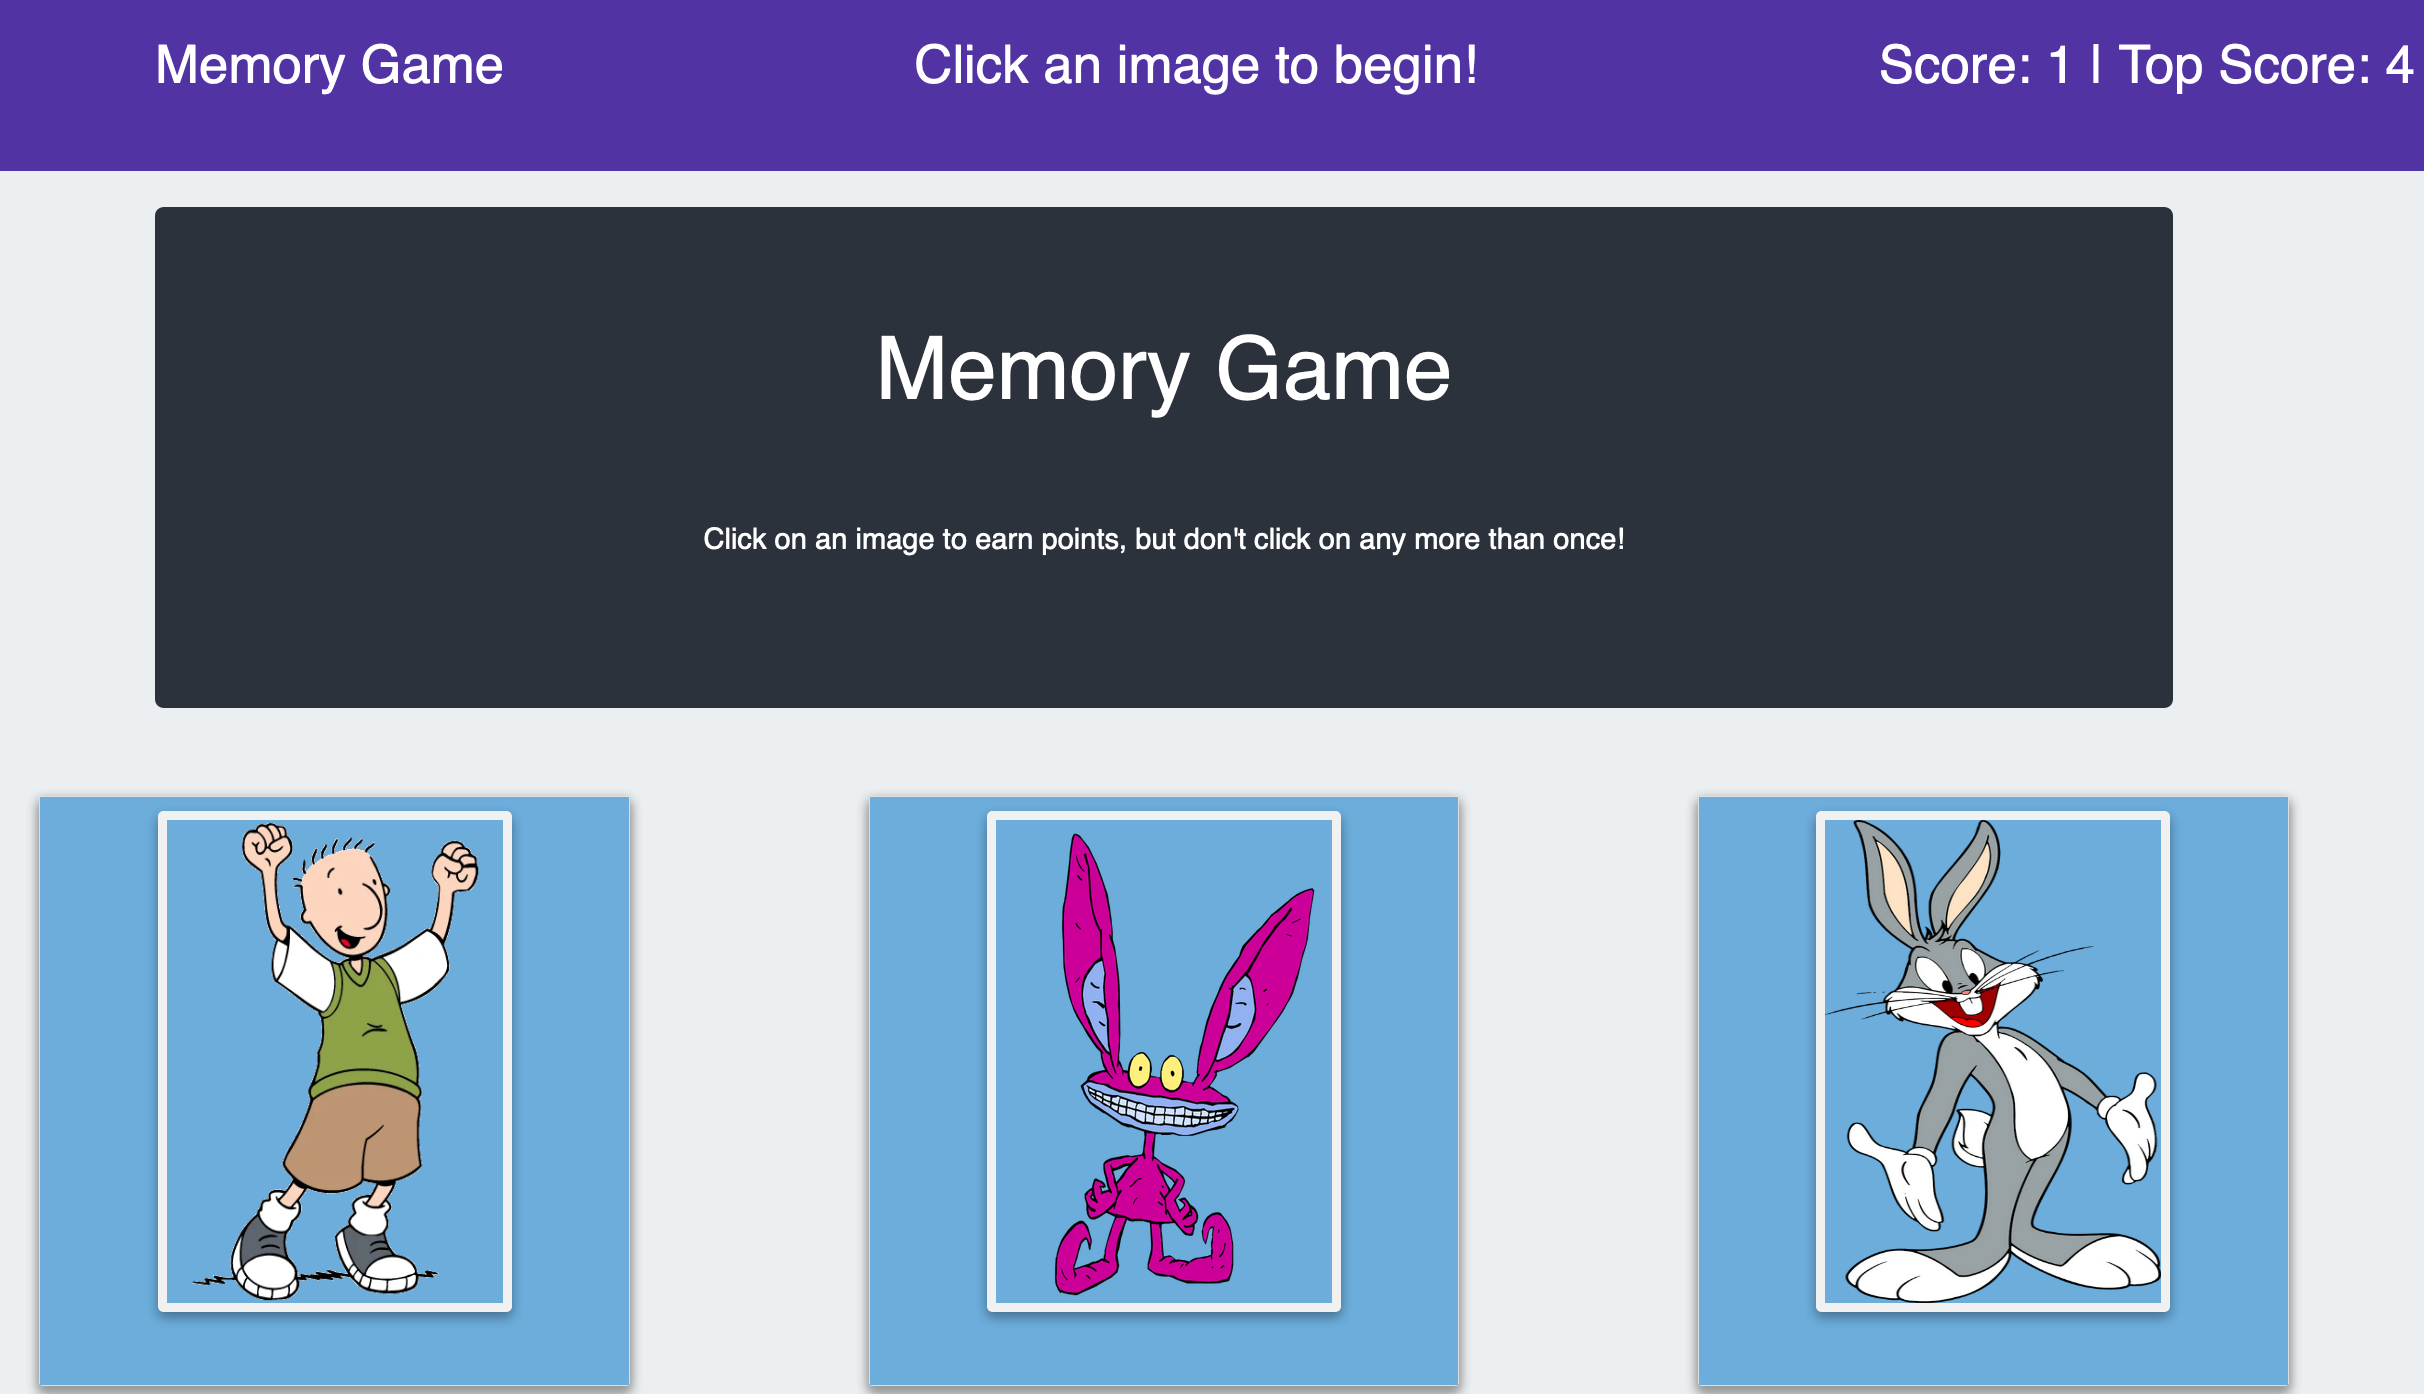 Memory Game
Click an image to begin!
Score: 1 | Top Score: 4
Memory Game
Click on an image to earn points, but don't click on any more than once!